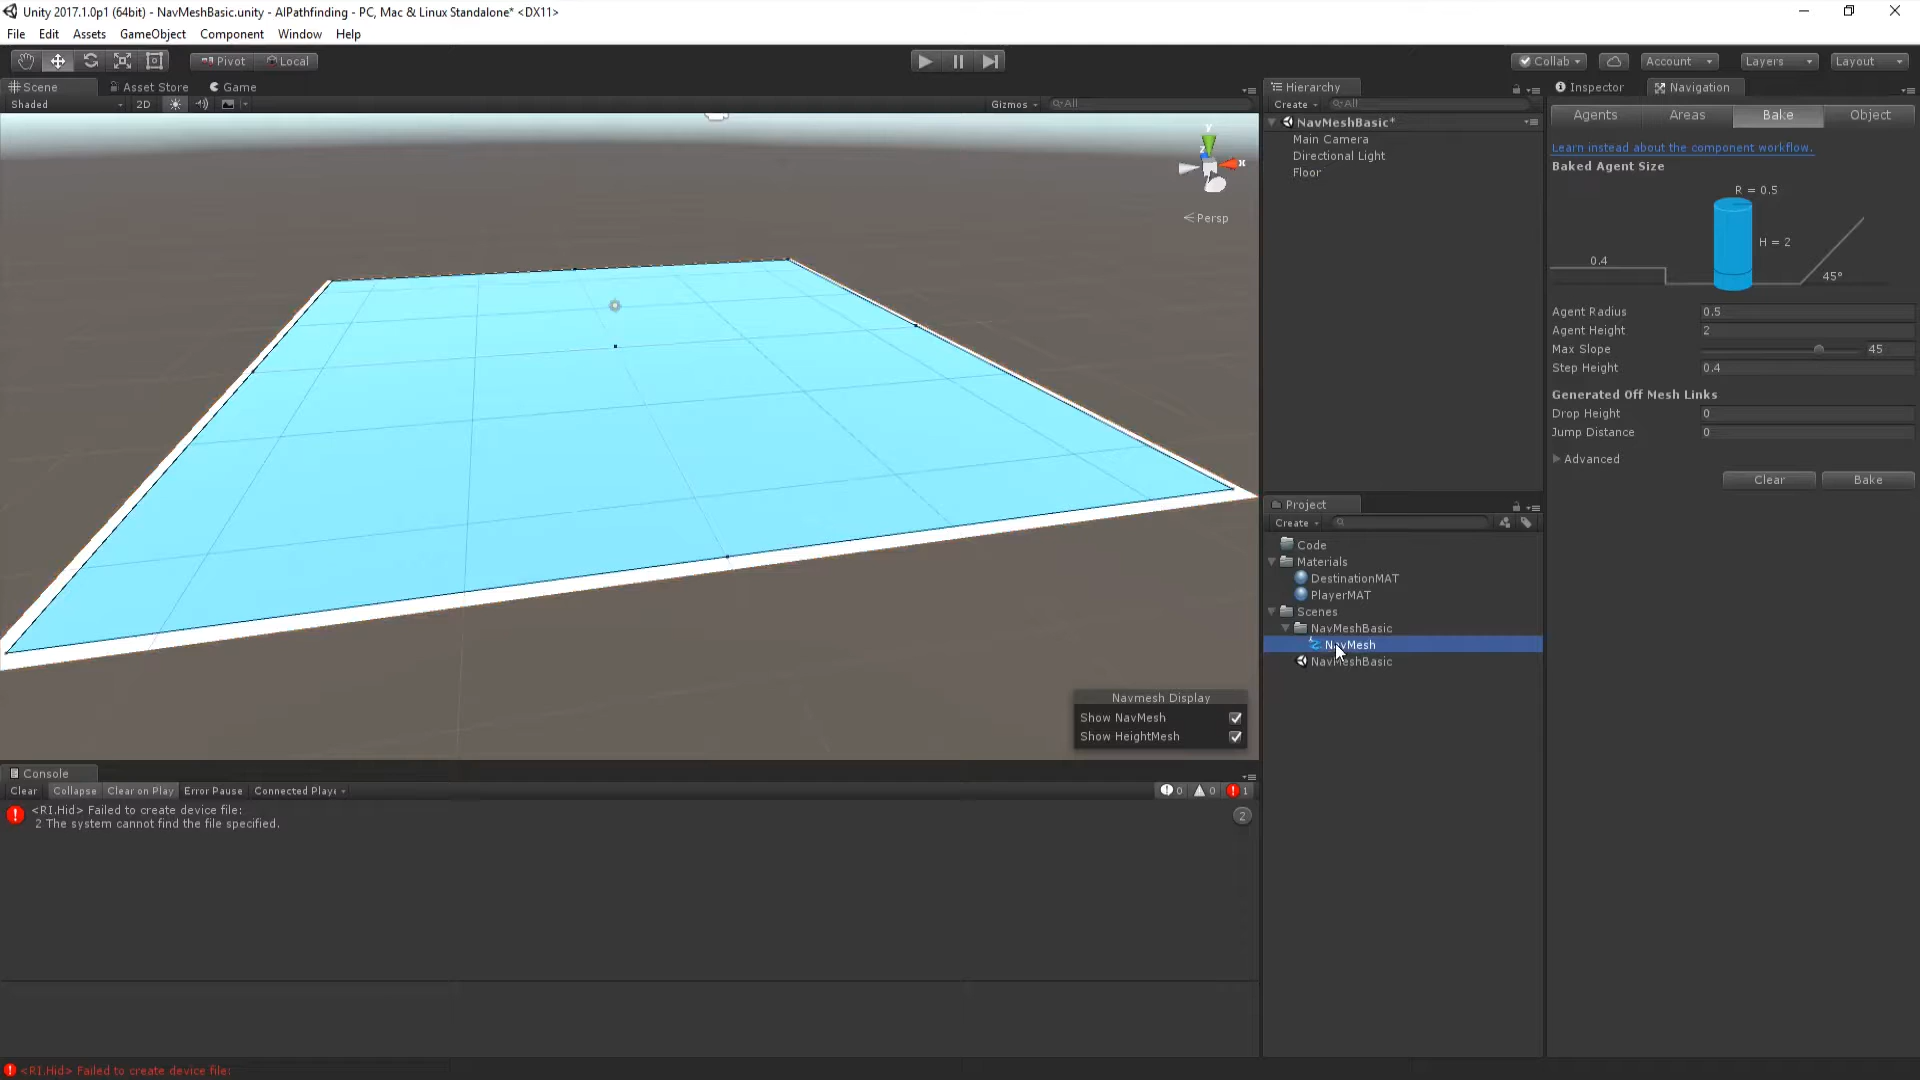 Unity 2017.1.0p1 (64bit) - NavMeshBasic.unity - AIPathfinding - PC, Mac & Linux Standalone* <DX11>
File Edit Assets GameObject Component Window Help
Pivot Local
Collab Account Layers Layout
Scene Asset Store Game
Shaded 2D Gizmos All
y
z x
Persp
Navmesh Display
Show NavMesh
Show HeightMesh
Hierarchy
Create All
NavMeshBasic*
Main Camera
Directional Light
Floor
Project
Create
Code
Materials
DestinationMAT
PlayerMAT
Scenes
NavMeshBasic
NavMesh
NavMeshBasic
Inspector Navigation
Agents Areas Bake Object
Learn instead about the component workflow.
Baked Agent Size
R = 0.5
H = 2
0.4
45°
Agent Radius 0.5
Agent Height 2
Max Slope 45
Step Height 0.4
Generated Off Mesh Links
Drop Height 0
Jump Distance 0
Advanced
Clear Bake
Console
Clear Collapse Clear on Play Error Pause Connected Playe 0 0 1
<RI.Hid> Failed to create device file:
2 The system cannot find the file specified.
2
<RI.Hid> Failed to create device file: